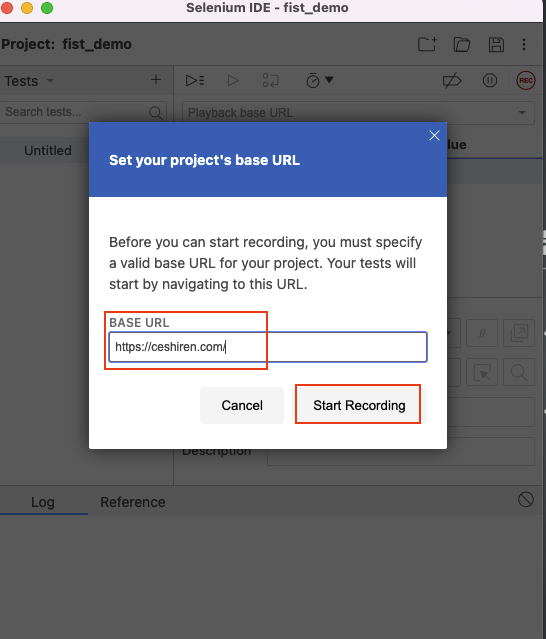 Selenium IDE - fist_demo
Project: fist_demo
Tests
REC
Search tests...
Playback base URL
Untitled
lue
Set your project's base URL
Before you can start recording, you must specify
a valid base URL for your project. Your tests will
start by navigating to this URL.
BASE URL
https://ceshiren.com/
Cancel
Start Recording
//
Description
Log
Reference